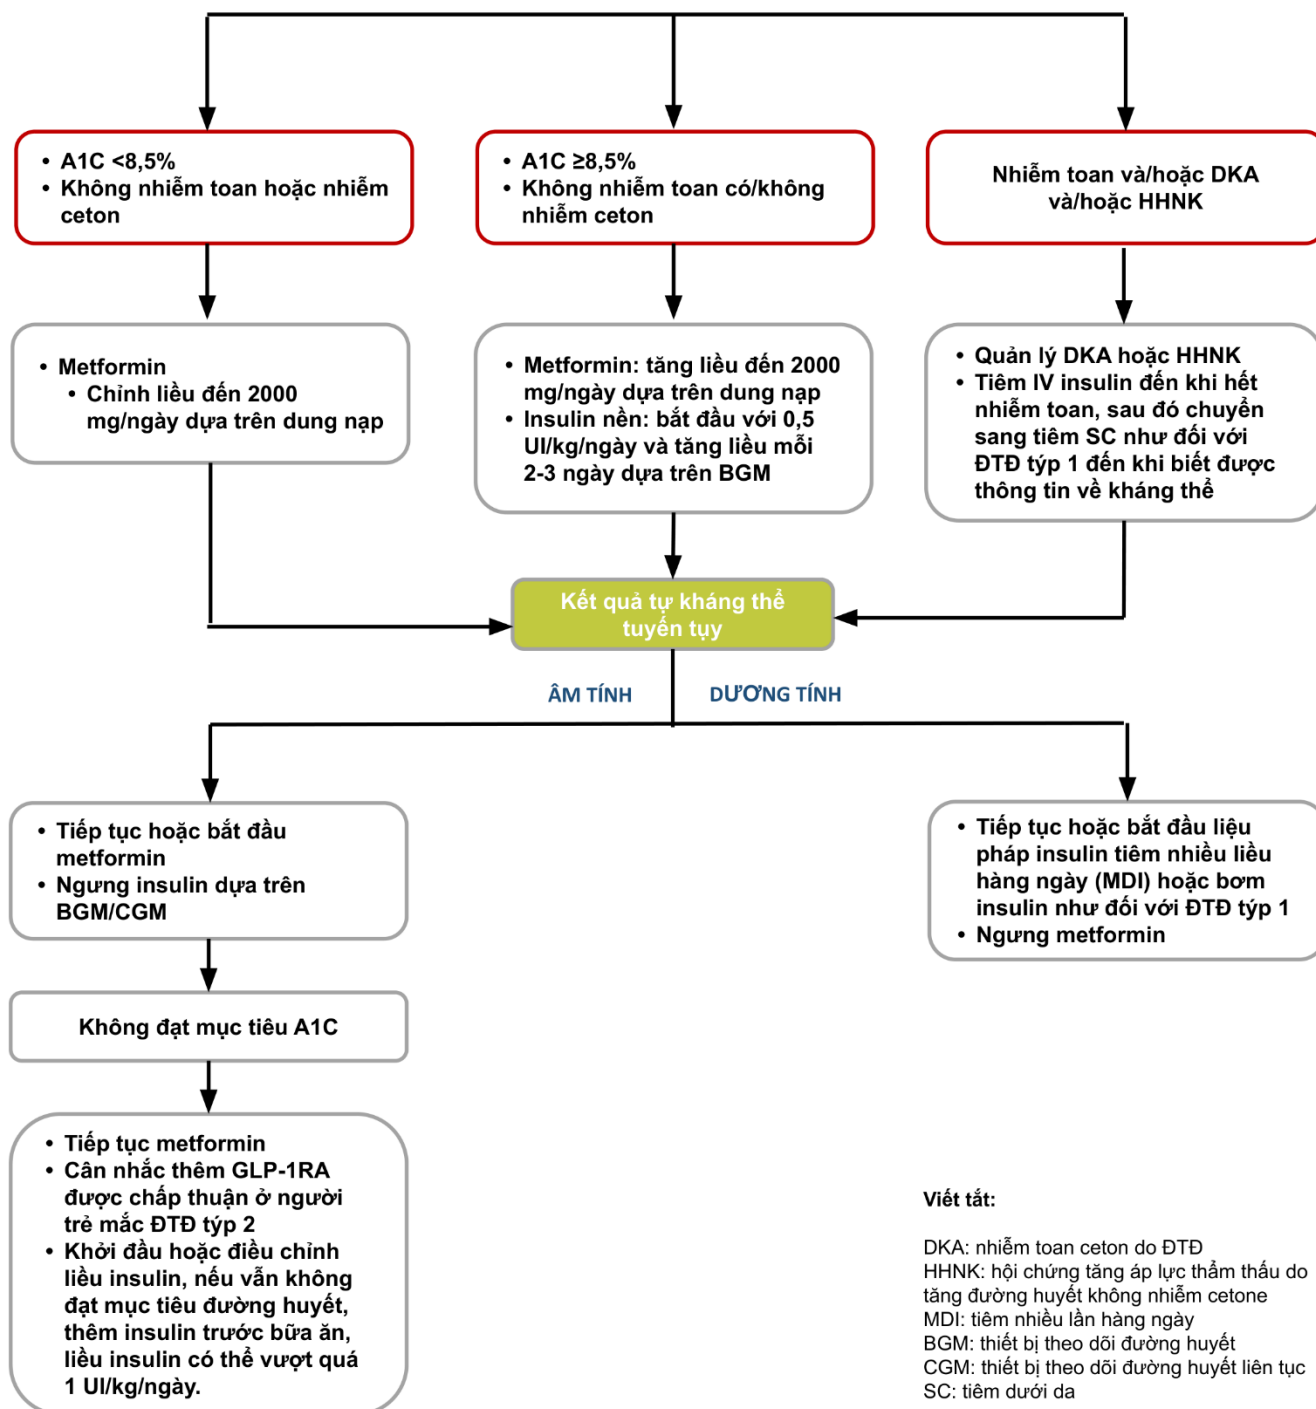 • A1C <8,5%
• Không nhiễm toan hoặc nhiễm
ceton
• A1C ≥8,5%
• Không nhiễm toan có/không
nhiễm ceton
Nhiễm toan và/hoặc DKA
và/hoặc HHNK
• Metformin
• Chỉnh liều đến 2000
mg/ngày dựa trên dung nạp
• Metformin: tăng liều đến 2000
mg/ngày dựa trên dung nạp
• Insulin nền: bắt đầu với 0,5
UI/kg/ngày và tăng liều mỗi
2-3 ngày dựa trên BGM
• Quản lý DKA hoặc HHNK
• Tiêm IV insulin đến khi hết
nhiễm toan, sau đó chuyển
sang tiêm SC như đối với
ĐTĐ týp 1 đến khi biết được
thông tin về kháng thể
Kết quả tự kháng thể
tuyến tụy
ÂM TÍNH
DƯƠNG TÍNH
• Tiếp tục hoặc bắt đầu
metformin
• Ngưng insulin dựa trên
BGM/CGM
• Tiếp tục hoặc bắt đầu liệu
pháp insulin tiêm nhiều liều
hàng ngày (MDI) hoặc bơm
insulin như đối với ĐTĐ týp 1
• Ngưng metformin
Không đạt mục tiêu A1C
• Tiếp tục metformin
• Cân nhắc thêm GLP-1RA
được chấp thuận ở người
trẻ mắc ĐTĐ týp 2
• Khởi đầu hoặc điều chỉnh
liều insulin, nếu vẫn không
đạt mục tiêu đường huyết,
thêm insulin trước bữa ăn,
liều insulin có thể vượt quá
1 UI/kg/ngày.
Viết tắt:
DKA: nhiễm toan ceton do ĐTĐ
HHNK: hội chứng tăng áp lực thẩm thấu do
tăng đường huyết không nhiễm cetone
MDI: tiêm nhiều lần hàng ngày
BGM: thiết bị theo dõi đường huyết
CGM: thiết bị theo dõi đường huyết liên tục
SC: tiêm dưới da